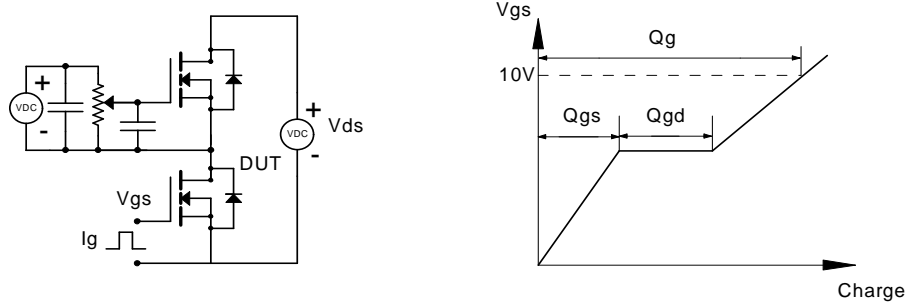 +
VDC
-
+
VDC
-
Vds
DUT
Vgs
Ig
Vgs
Qg
10V
Qgs
Qgd
Charge